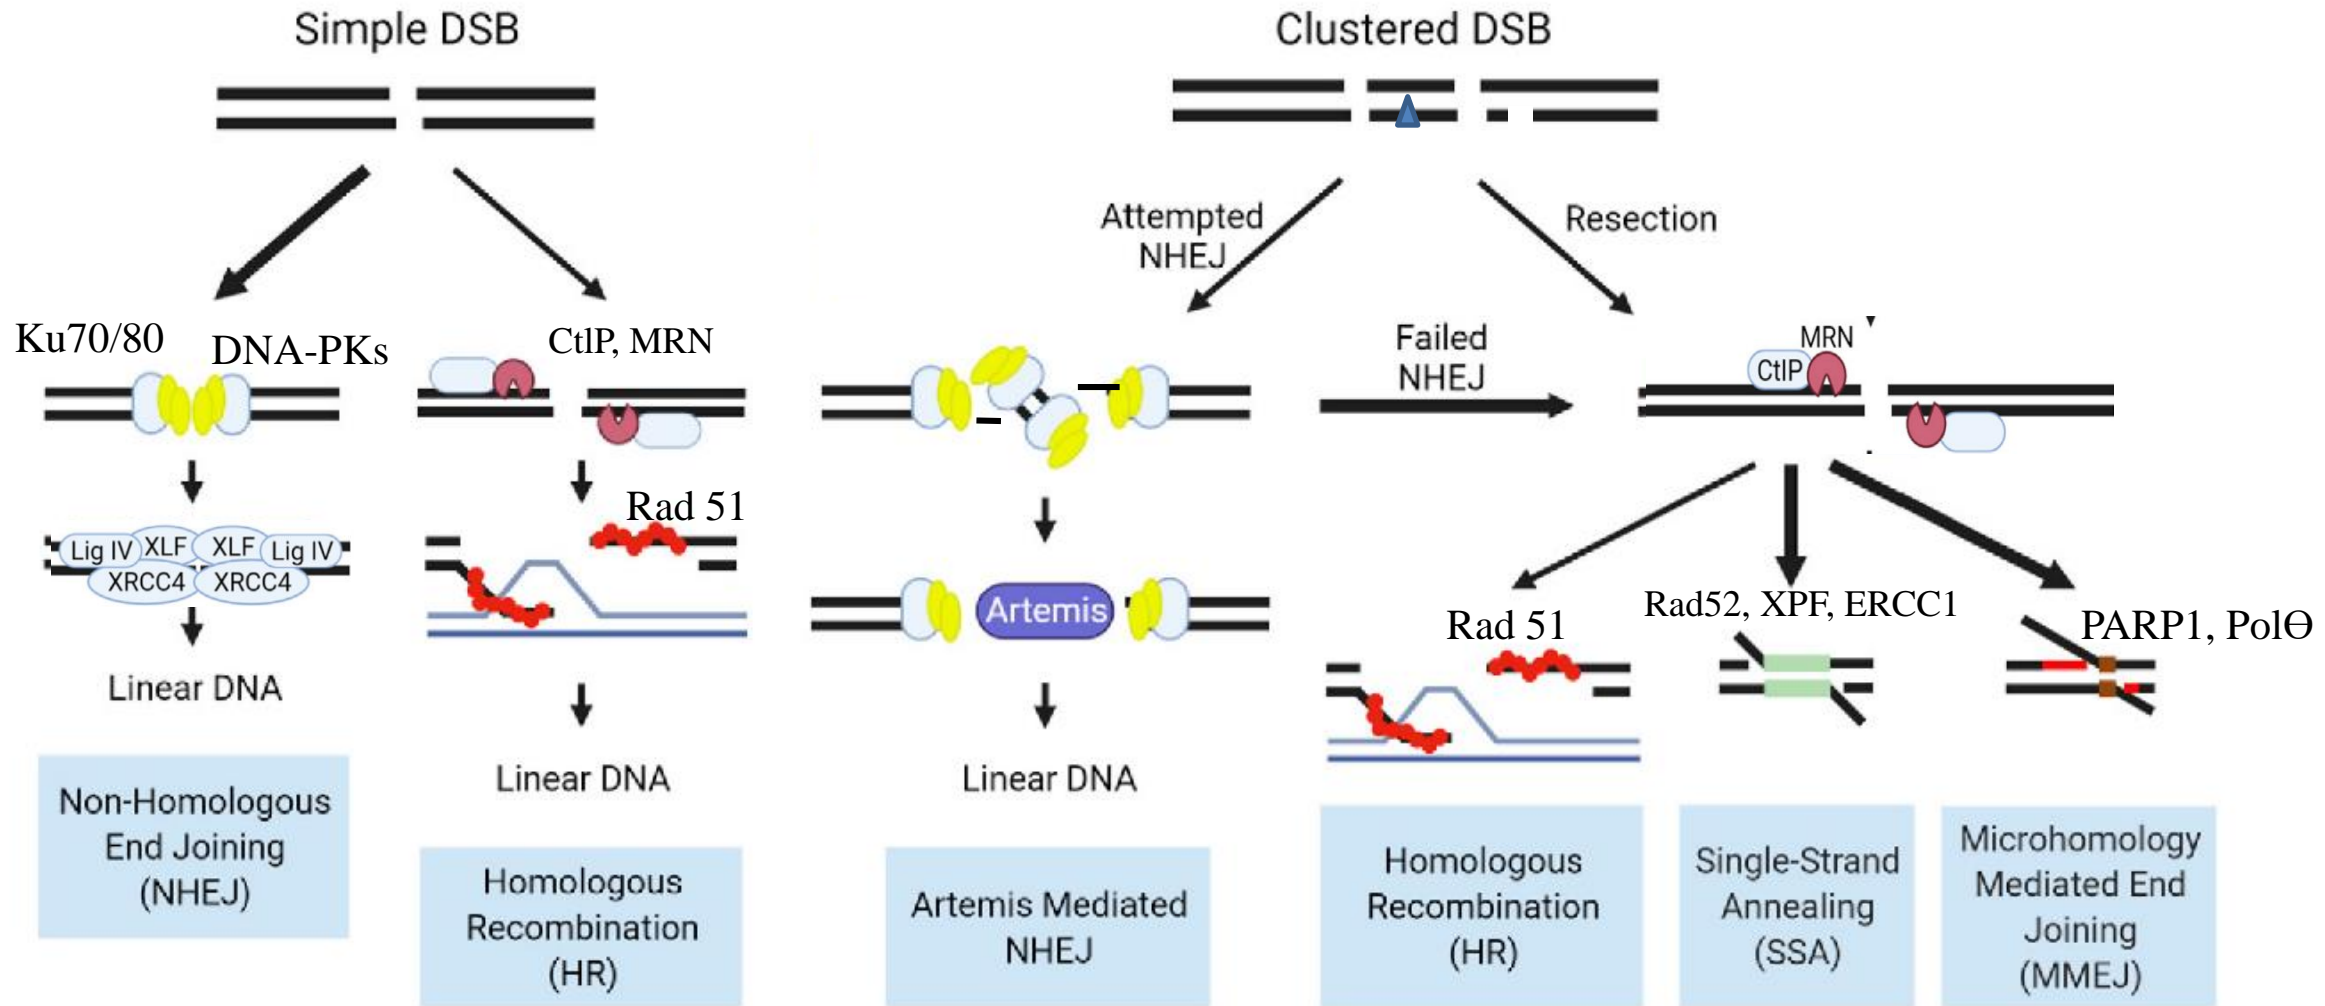 Simple DSB
Clustered DSB
Attempted
NHEJ
Resection
Ku70/80
DNA-PKs
CtlP, MRN
Failed
NHEJ
MRN
CtIP
Rad 51
Lig IV
XLF
XLF
Lig IV
XRCC4
XRCC4
Artemis
Rad 51
Rad52, XPF, ERCC1
PARP1, PolƟ
Linear DNA
Linear DNA
Linear DNA
Non-Homologous
End Joining
(NHEJ)
Homologous
Recombination
(HR)
Artemis Mediated
NHEJ
Homologous
Recombination
(HR)
Single-Strand
Annealing
(SSA)
Microhomology
Mediated End
Joining
(MMEJ)